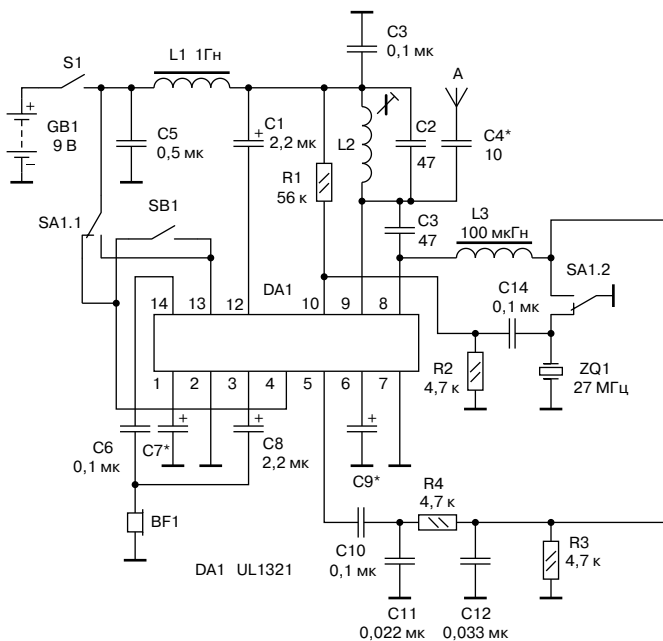 C3
0,1 мк
S1
L1 1Гн
A
GB1
9 В
+
−
C5
0,5 мк
C1
2,2 мк
+
L2
C2
47
C4*
10
R1
56 к
SA1.1
SB1
C3
47
L3
100 мкГн
DA1
SA1.2
C14
0,1 мк
14 13 12 10 9 8
1 2 3 4 5 6 7
R2
4,7 к
ZQ1
27 МГц
+
+
+
C6
0,1 мк
C7*
C8
2,2 мк
C9*
R4
4,7 к
BF1
C10
0,1 мк
R3
4,7 к
DA1 UL1321
C11
0,022 мк
C12
0,033 мк